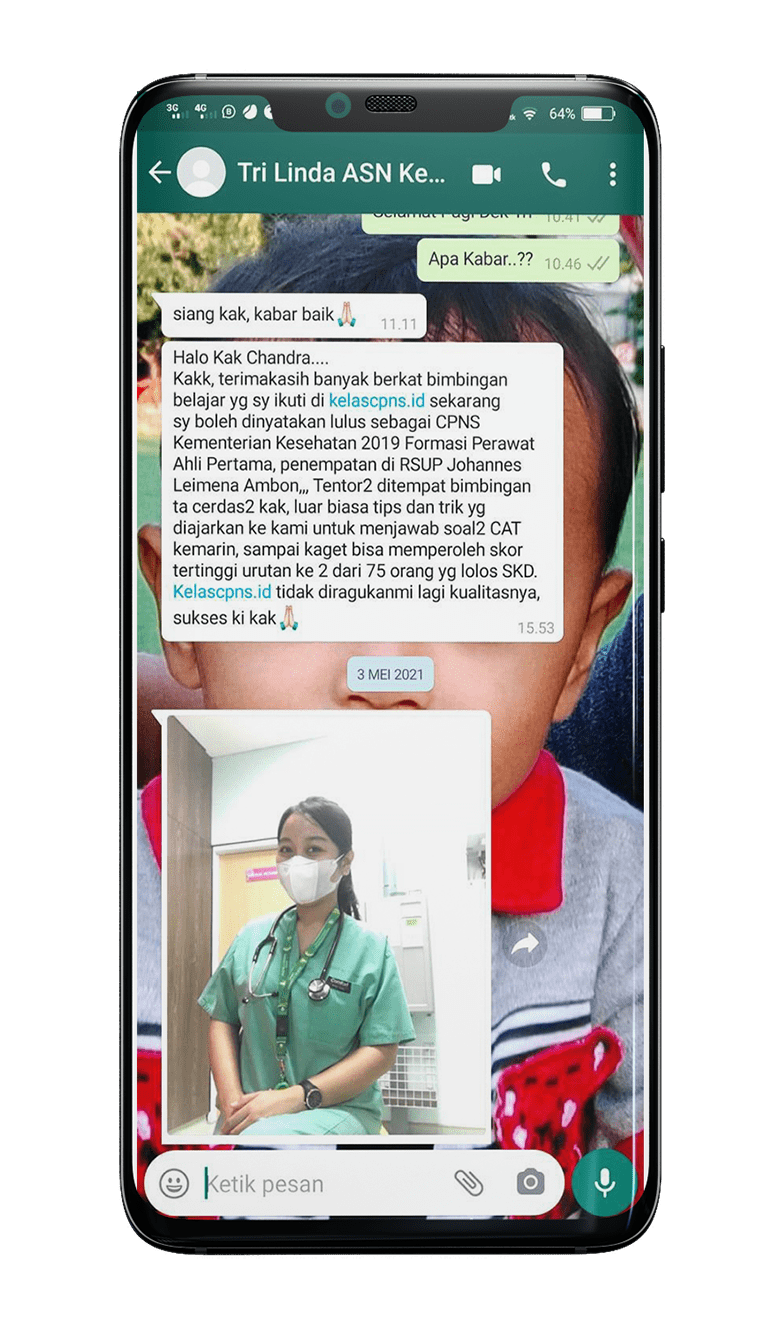 3G 4G 64%
Tri Linda ASN Ke...
Selamat Pagi Dek Tri 10.41
Apa Kabar..?? 10.46
siang kak, kabar baik🙏🏻 11.11
Halo Kak Chandra....
Kakk, terimakasih banyak berkat bimbingan
belajar yg sy ikuti di kelascpns.id sekarang
sy boleh dinyatakan lulus sebagai CPNS
Kementerian Kesehatan 2019 Formasi Perawat
Ahli Pertama, penempatan di RSUP Johannes
Leimena Ambon,,, Tentor2 ditempat bimbingan
ta cerdas2 kak, luar biasa tips dan trik yg
diajarkan ke kami untuk menjawab soal2 CAT
kemarin, sampai kaget bisa memperoleh skor
tertinggi urutan ke 2 dari 75 orang yg lolos SKD.
Kelascpns.id tidak diragukanmi lagi kualitasnya,
sukses ki kak🙏🏻
15.53
3 MEI 2021
Ketik pesan